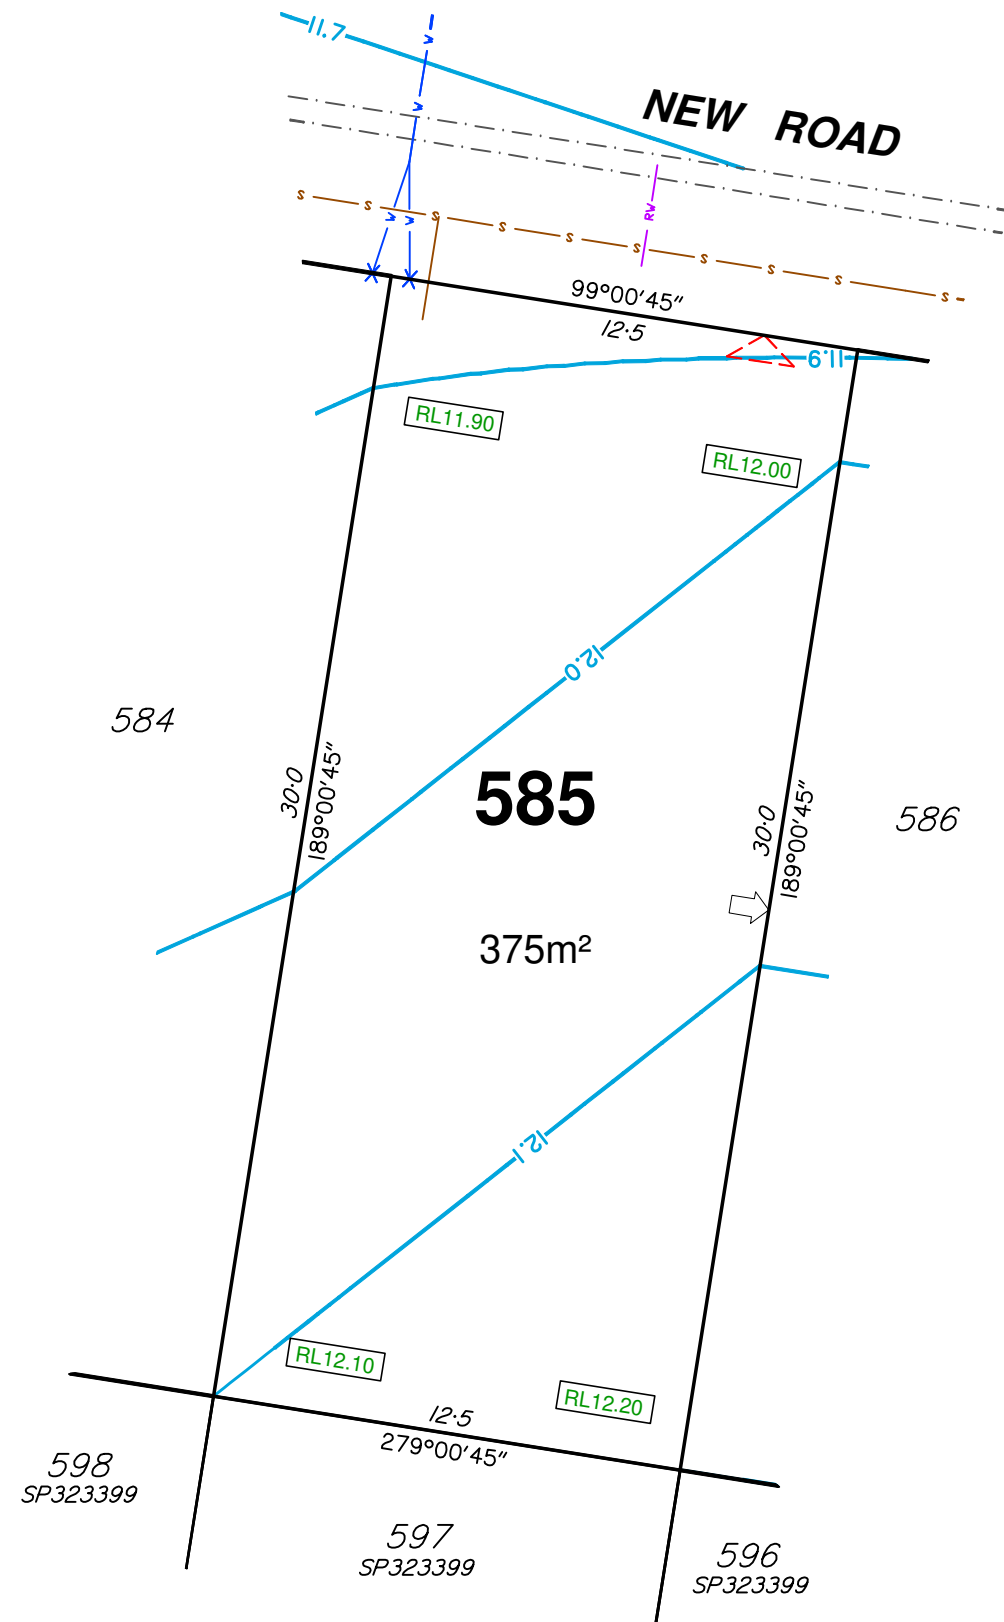 11.7
W
W
NEW ROAD
S S S S S S S S S S
W W
RW
99°00'45"
12·5
11.9
RL11.90
RL12.00
12.0
584
30·0
189°00'45"
585
30·0
189°00'45"
586
375m²
12.1
RL12.10
RL12.20
12·5
279°00'45"
598
SP323399
597
SP323399
596
SP323399